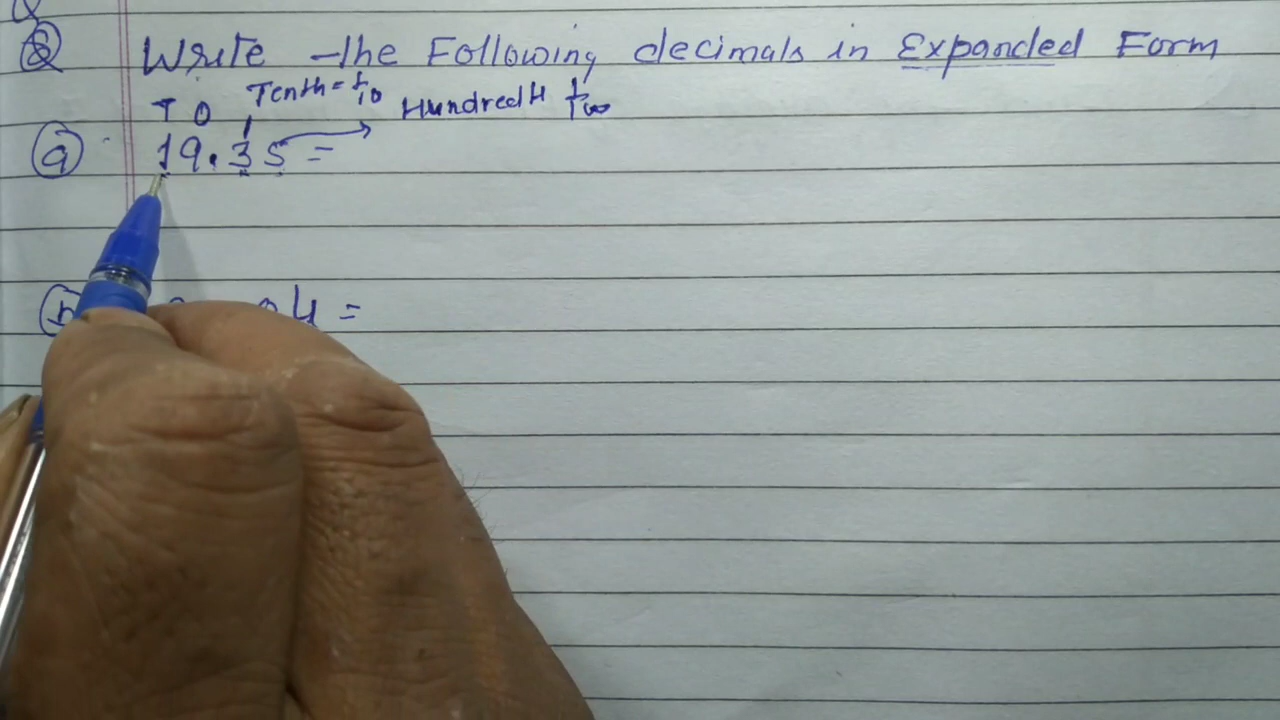 Q Write the Following decimals in Expanded Form
T O Tenth = 1/10 Hundredth 1/100
a 19.35 =
b 4 =